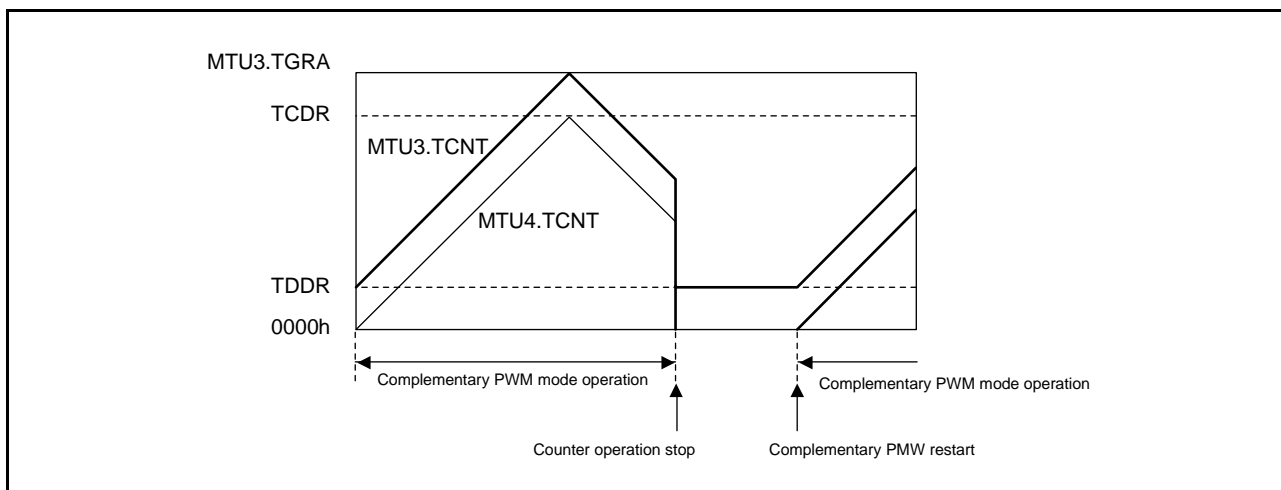 MTU3.TGRA
TCDR
MTU3.TCNT
MTU4.TCNT
TDDR
0000h
Complementary PWM mode operation
Complementary PWM mode operation
Counter operation stop
Complementary PMW restart